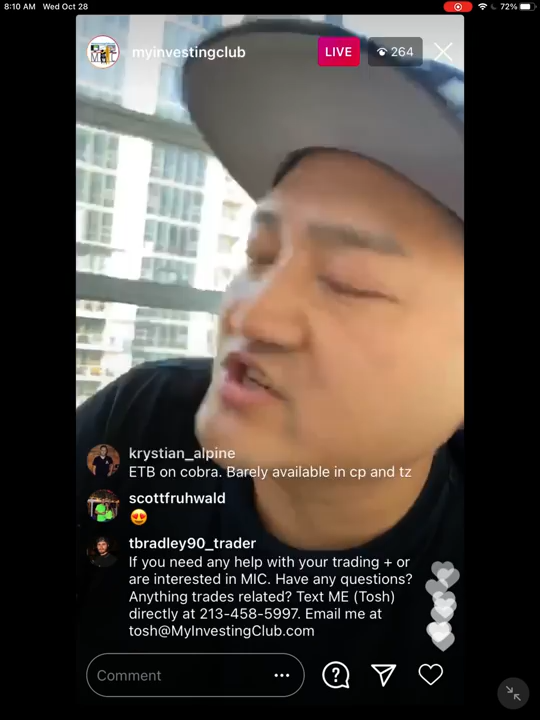 8:10 AM Wed Oct 28
72%
myinvestingclub
LIVE
264
krystian_alpine
ETB on cobra. Barely available in cp and tz
scottfruhwald
😍
tbradley90_trader
If you need any help with your trading + or
are interested in MIC. Have any questions?
Anything trades related? Text ME (Tosh)
directly at 213-458-5997. Email me at
tosh@MyInvestingClub.com
Comment